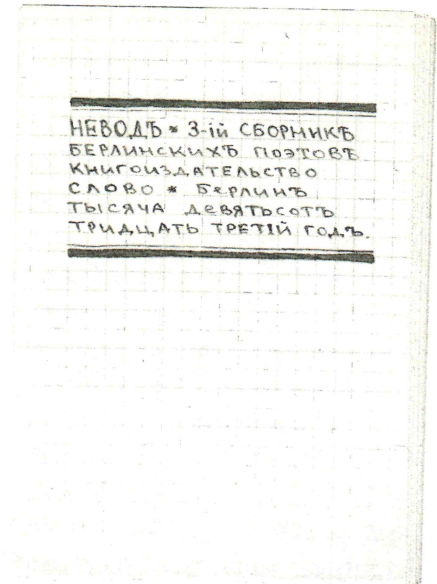 НЕВОДЪ * 3-ій СБОРНИКЪ
БЕРЛИНСКИХЪ ПОЭТОВЪ
КНИГОИЗДАТЕЛЬСТВО
СЛОВО * БЕРЛИНЪ
ТЫСЯЧА ДЕВЯТЬСОТЪ
ТРИДЦАТЬ ТРЕТІЙ ГОДЪ.